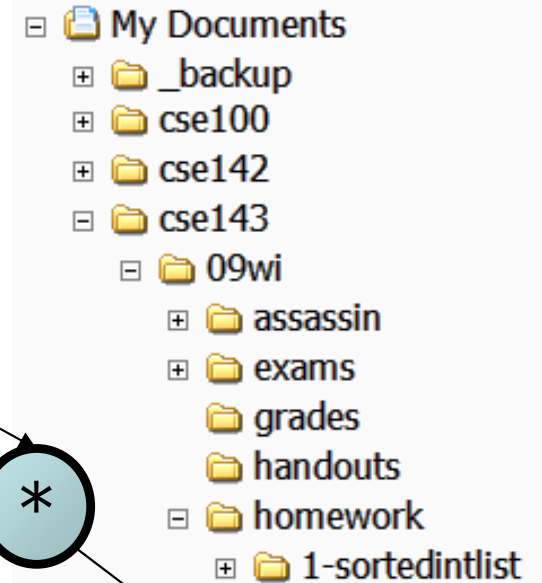 My Documents
_backup
cse100
cse142
cse143
09wi
assassin
exams
grades
handouts
homework
*
1-sortedintlist